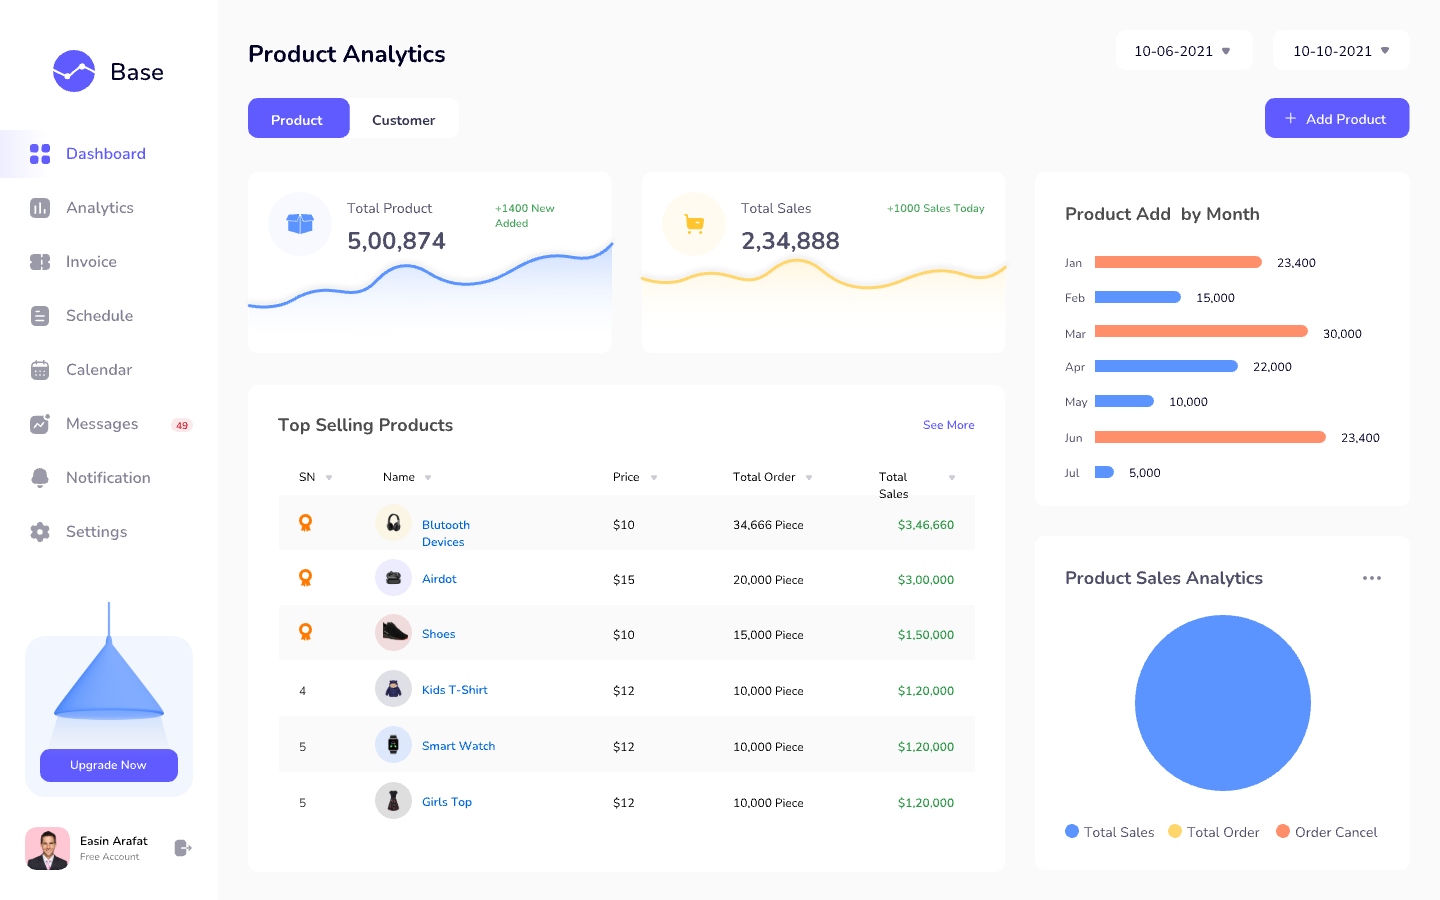 Base
Dashboard
Analytics
Invoice
Schedule
Calendar
Messages 49
Notification
Settings
Upgrade Now
Easin Arafat
Free Account
Product Analytics
10-06-2021
10-10-2021
Product
Customer
+ Add Product
Total Product
5,00,874
+1400 New
Added
Total Sales
2,34,888
+1000 Sales Today
Top Selling Products
See More
SN Name Price Total Order Total
Sales
Blutooth
Devices
$10 34,666 Piece $3,46,660
Airdot $15 20,000 Piece $3,00,000
Shoes $10 15,000 Piece $1,50,000
4 Kids T-Shirt $12 10,000 Piece $1,20,000
5 Smart Watch $12 10,000 Piece $1,20,000
5 Girls Top $12 10,000 Piece $1,20,000
Product Add by Month
Jan 23,400
Feb 15,000
Mar 30,000
Apr 22,000
May 10,000
Jun 23,400
Jul 5,000
Product Sales Analytics
Total Sales Total Order Order Cancel